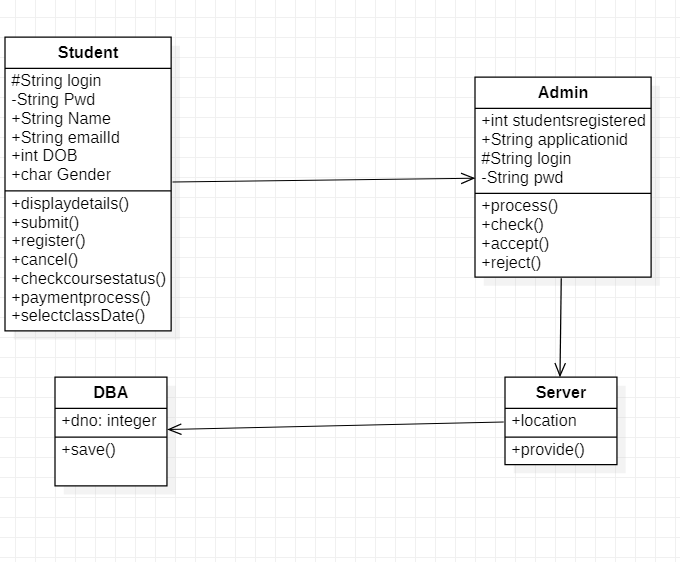 Student
#String login
-String Pwd
+String Name
+String emailId
+int DOB
+char Gender
+displaydetails()
+submit()
+register()
+cancel()
+checkcoursestatus()
+paymentprocess()
+selectclassDate()
Admin
+int studentsregistered
+String applicationid
#String login
-String pwd
+process()
+check()
+accept()
+reject()
DBA
+dno: integer
+save()
Server
+location
+provide()